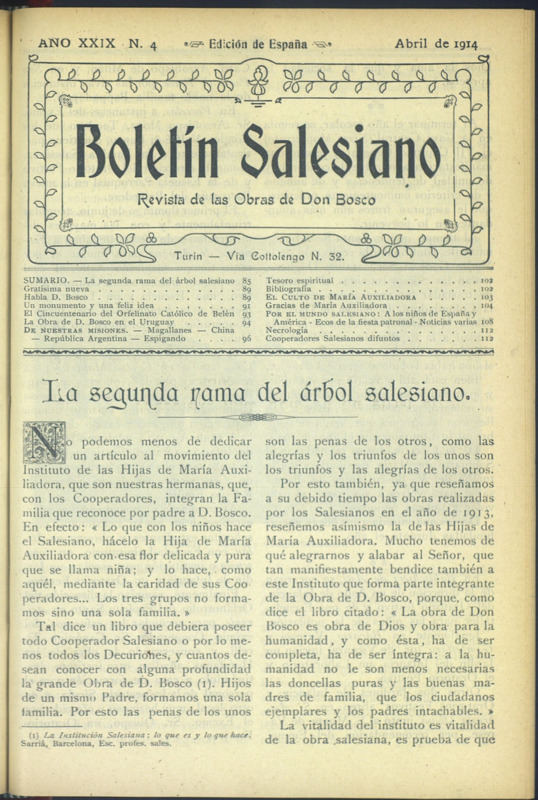 AÑO XXIX N. 4
Edición de España
Abril de 1914
Boletín Salesiano
Revista de las Obras de Don Bosco
Turín — Via Cottolengo N. 32.
SUMARIO. — La segunda rama del árbol salesiano 85
Gratísima nueva . . . . . . . . . . . 89
Habla D. Bosco . . . . . . . . . . . 89
Un monumento y una feliz idea . . . . . . 91
El Cincuentenario del Orfelinato Católico de Belén 93
La Obra de D. Bosco en el Uruguay . . . . . 94
DE NUESTRAS MISIONES. — Magallanes — China
— República Argentina — Espigando . . . . 96
Tesoro espiritual . . . . . . . . . . . 102
Bibliografía . . . . . . . . . . . . 102
EL CULTO DE MARÍA AUXILIADORA . . . . . . 103
Gracias de María Auxiliadora . . . . . . . 104
POR EL MUNDO SALESIANO: A los niños de España y
América - Ecos de la fiesta patronal - Noticias varias 108
Necrología . . . . . . . . . . . . . 112
Cooperadores Salesianos difuntos . . . . . . 112
La segunda rama del árbol salesiano.
No podemos menos de dedicar
un artículo al movimiento del
Instituto de las Hijas de María Auxi-
liadora, que son nuestras hermanas, que,
con los Cooperadores, integran la Fa-
milia que reconoce por padre a D. Bosco.
En efecto: « Lo que con los niños hace
el Salesiano, hácelo la Hija de María
Auxiliadora con esa flor delicada y pura
que se llama niña; y lo hace, como
aquél, mediante la caridad de sus Coo-
peradores... Los tres grupos no forma-
mos sino una sola familia. »
Tal dice un libro que debiera poseer
todo Cooperador Salesiano o por lo me-
nos todos los Decuriones, y cuantos de-
sean conocer con alguna profundidad
la grande Obra de D. Bosco (1). Hijos
de un mismo Padre, formamos una sola
familia. Por esto las penas de los unos
(1) La Institución Salesiana: lo que es y lo que hace.
Sarriá, Barcelona, Esc. profes. sales.
son las penas de los otros, como las
alegrías y los triunfos de los unos son
los triunfos y las alegrías de los otros.
Por esto también, ya que reseñamos
a su debido tiempo las obras realizadas
por los Salesianos en el año de 1913,
reseñemos asímismo la de las Hijas de
María Auxiliadora. Mucho tenemos de
qué alegrarnos y alabar al Señor, que
tan manifiestamente bendice también a
este Instituto que forma parte integrante
de la Obra de D. Bosco, porque, como
dice el libro citado: « La obra de Don
Bosco es obra de Dios y obra para la
humanidad, y como ésta, ha de ser
completa, ha de ser íntegra: a la hu-
manidad no le son menos necesarias
las doncellas puras y las buenas ma-
dres de familia, que los ciudadanos
ejemplares y los padres intachables. »
La vitalidad del instituto es vitalidad
de la obra salesiana, es prueba de que